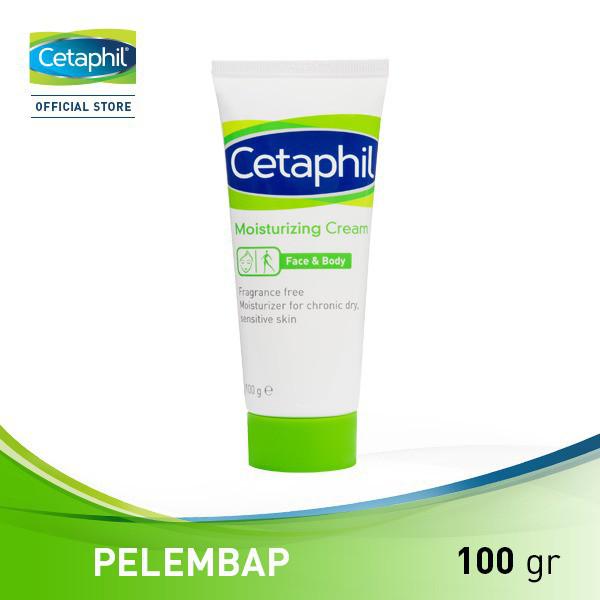 Cetaphil®
OFFICIAL STORE
Cetaphil
Moisturizing Cream
Face & Body
Fragrance free
Moisturizer for chronic dry,
sensitive skin
100 g ℮
PELEMBAP
100 gr